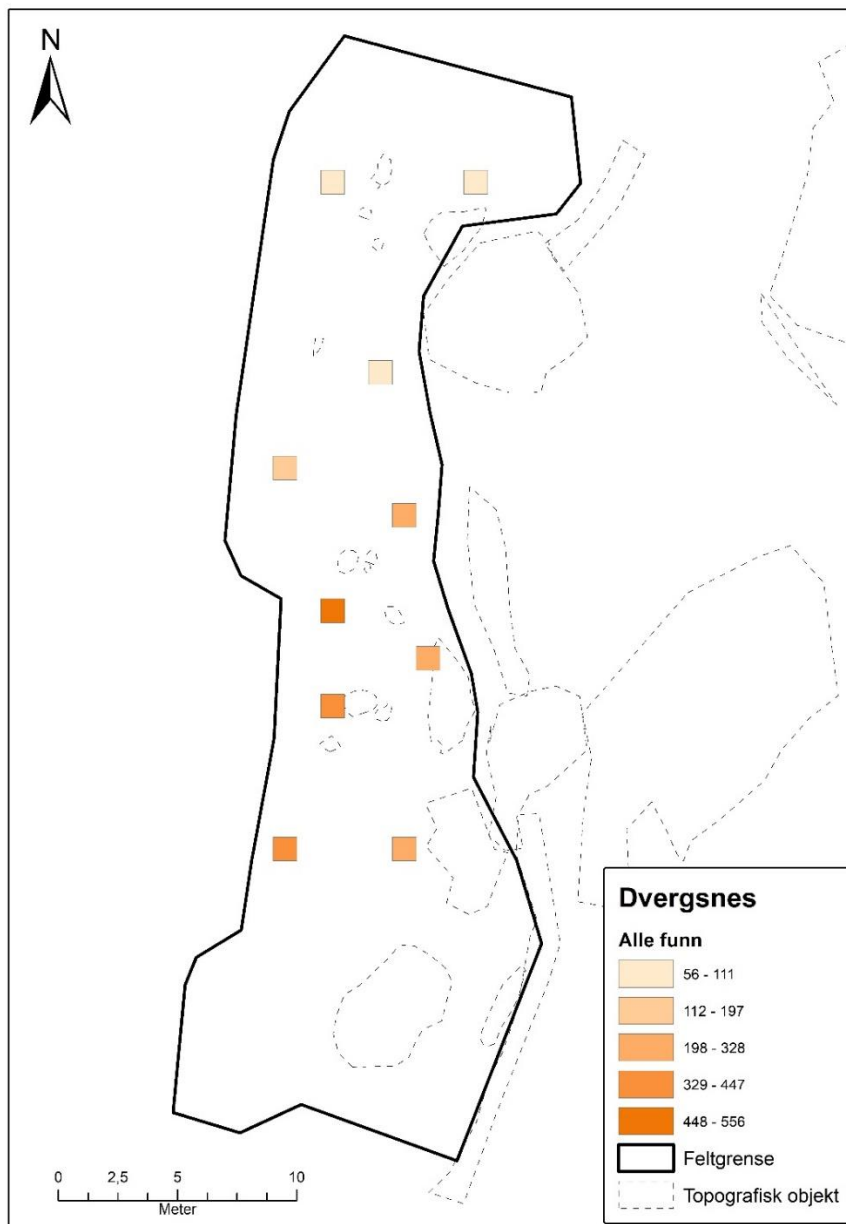 N
Dvergsnes
Alle funn
56 - 111
112 - 197
198 - 328
329 - 447
448 - 556
Feltgrense
Topografisk objekt
0 2,5 5 10
Meter